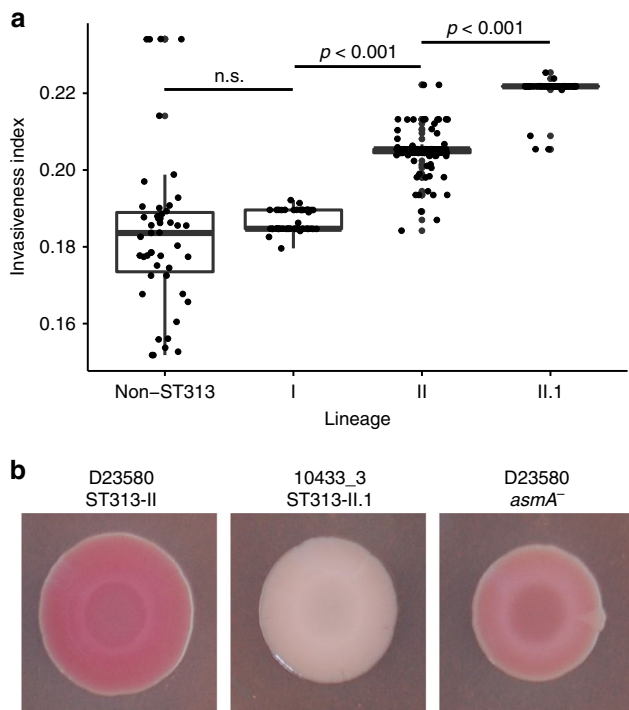 a
p < 0.001
p < 0.001
n.s.
0.22
0.20
0.18
0.16
Invasiveness index
Non–ST313 I II II.1
Lineage
b
D23580 10433_3 D23580
ST313-II ST313-II.1 asmA–